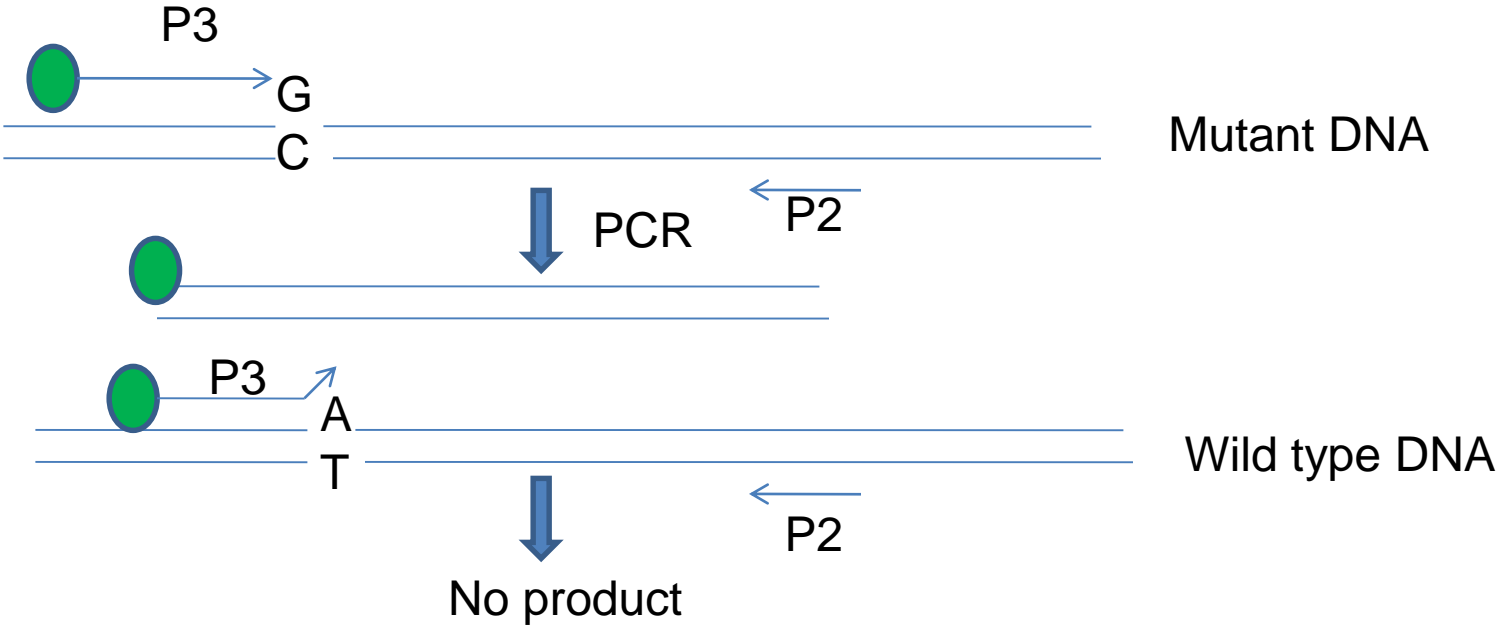 P3
G
C
Mutant DNA
P2
PCR
P3
A
T
Wild type DNA
P2
No product